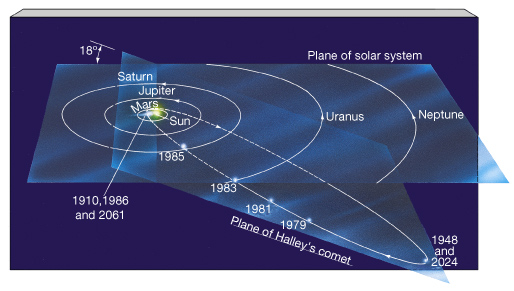 18°
Plane of solar system
Saturn
Jupiter
Mars
Sun
Uranus
Neptune
1985
1983
1910,1986
and 2061
1981
1979
Plane of Halley's comet
1948
and
2024